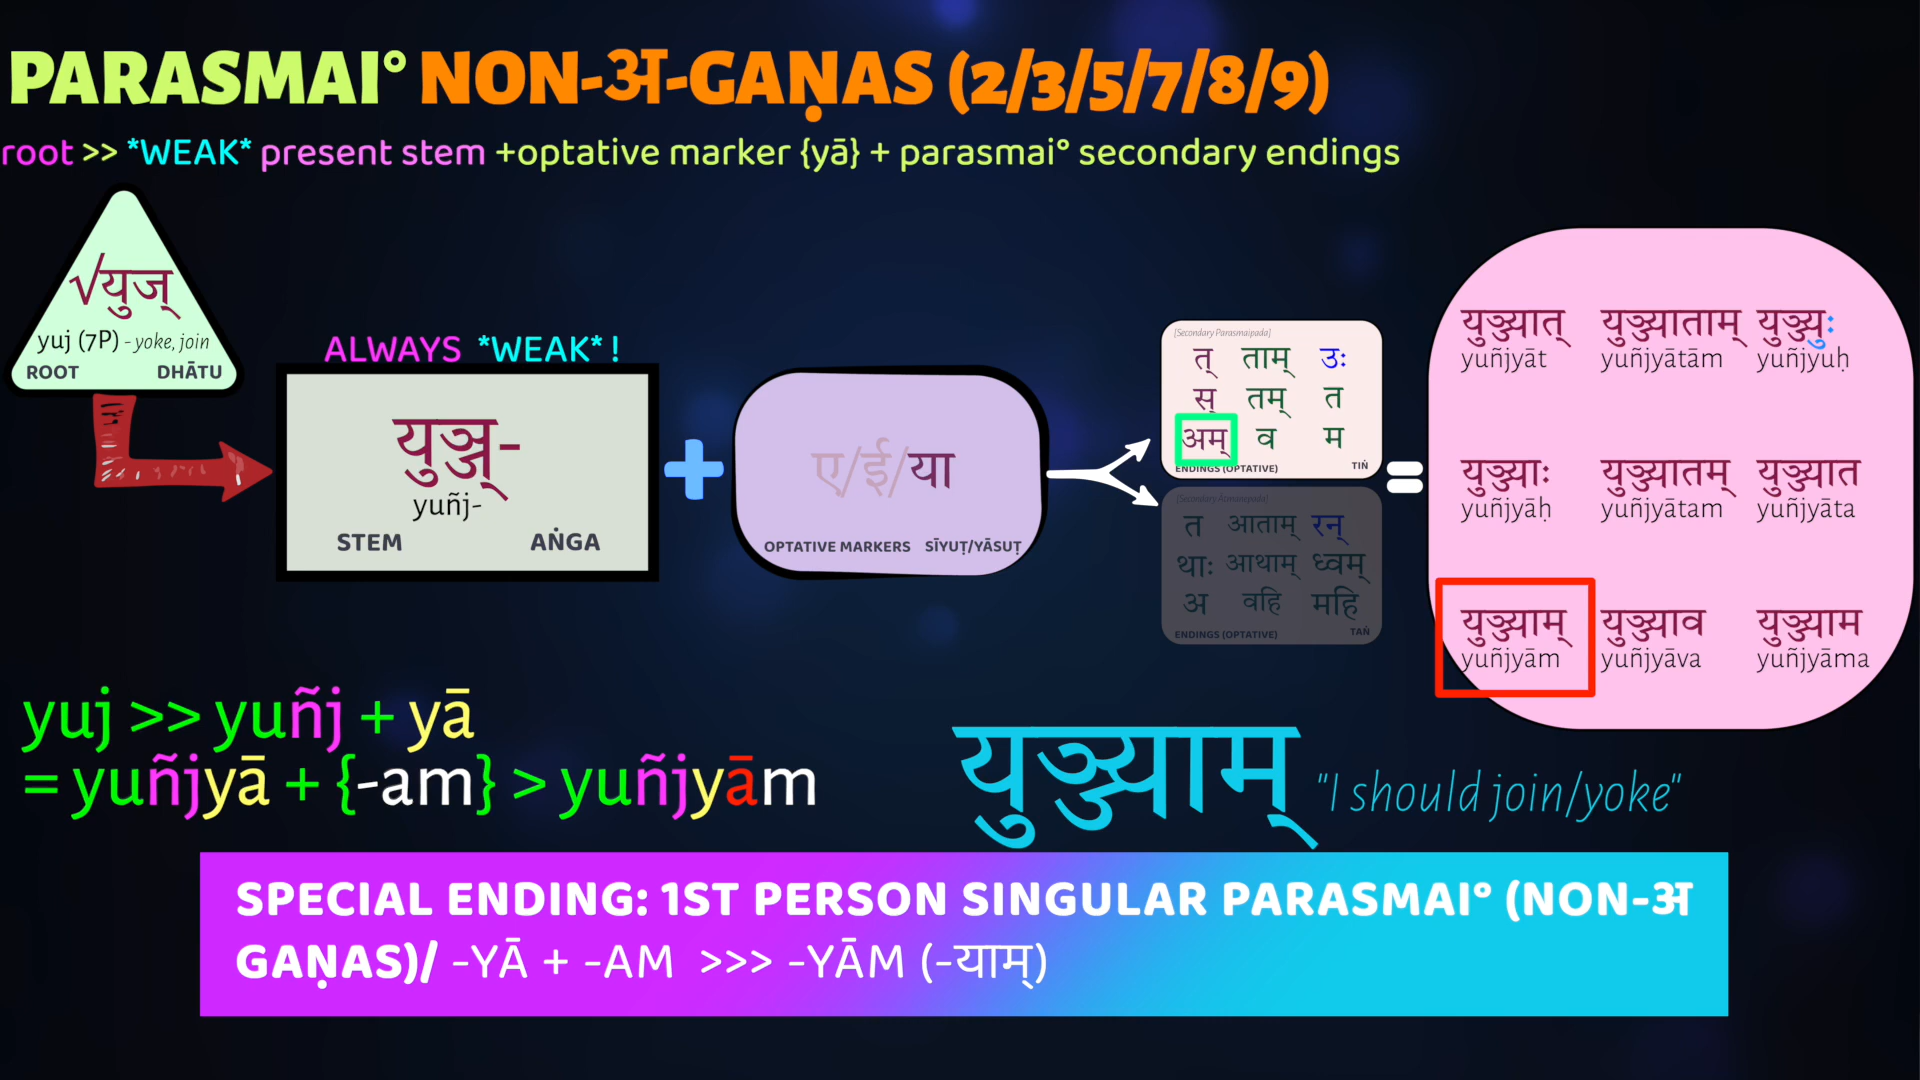 PARASMAI° NON-अ-GAṆAS (2/3/5/7/8/9)
root >> *WEAK* present stem +optative marker {yā} + parasmai° secondary endings
√युज्
yuj (7P) - yoke, join
ROOT DHĀTU
ALWAYS *WEAK* !
युञ्ज्-
yuñj-
STEM AṄGA
+
ए/ई/या
OPTATIVE MARKERS SĪYUṬ/YĀSUṬ
[Secondary Parasmaipada]
त् ताम् उः
स् तम् त
अम् व म
ENDINGS (OPTATIVE) TIṄ
[Secondary Ātmanepada]
त आताम् रन्
थाः आथाम् ध्वम्
अ वहि महि
ENDINGS (OPTATIVE) TAṄ
=
युञ्ज्यात् युञ्ज्याताम् युञ्ज्युः
yuñjyāt yuñjyātām yuñjyuḥ
युञ्ज्याः युञ्ज्यातम् युञ्ज्यात
yuñjyāḥ yuñjyātam yuñjyāta
युञ्ज्याम् युञ्ज्याव युञ्ज्याम
yuñjyām yuñjyāva yuñjyāma
yuj >> yuñj + yā
= yuñjyā + {-am} > yuñjyām
युञ्ज्याम् "I should join/yoke"
SPECIAL ENDING: 1ST PERSON SINGULAR PARASMAI° (NON-अ
GAṆAS)/ -YĀ + -AM >>> -YĀM (-याम्)